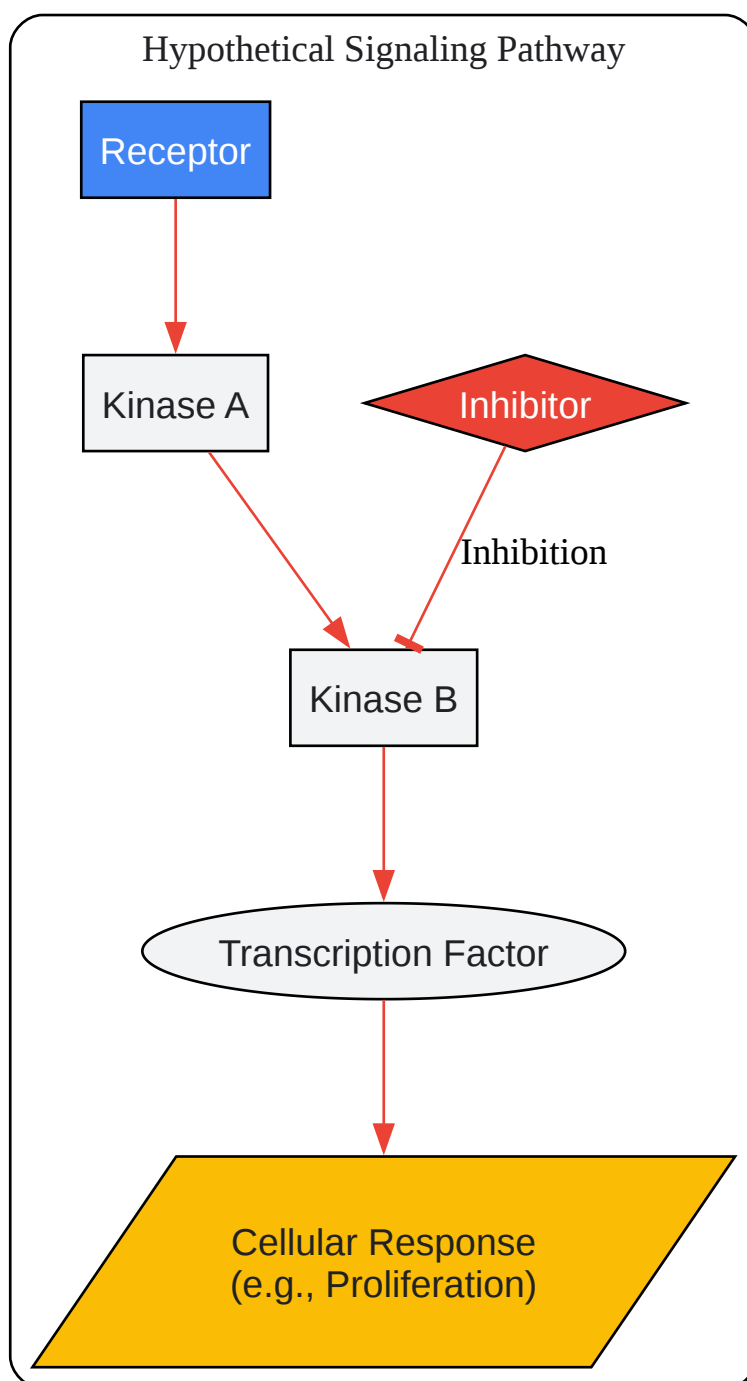 Hypothetical Signaling Pathway
Receptor
Kinase A
Inhibitor
Inhibition
Kinase B
Transcription Factor
Cellular Response
(e.g., Proliferation)